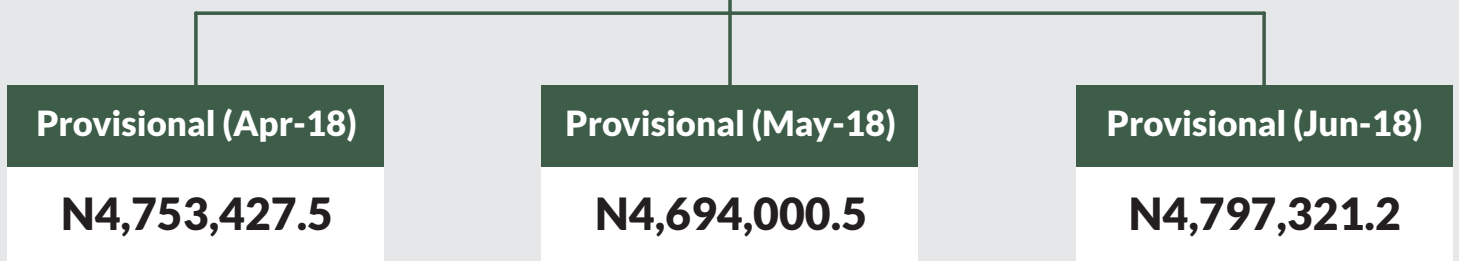 Provisional (Apr-18)
N4,753,427.5
Provisional (May-18)
N4,694,000.5
Provisional (Jun-18)
N4,797,321.2